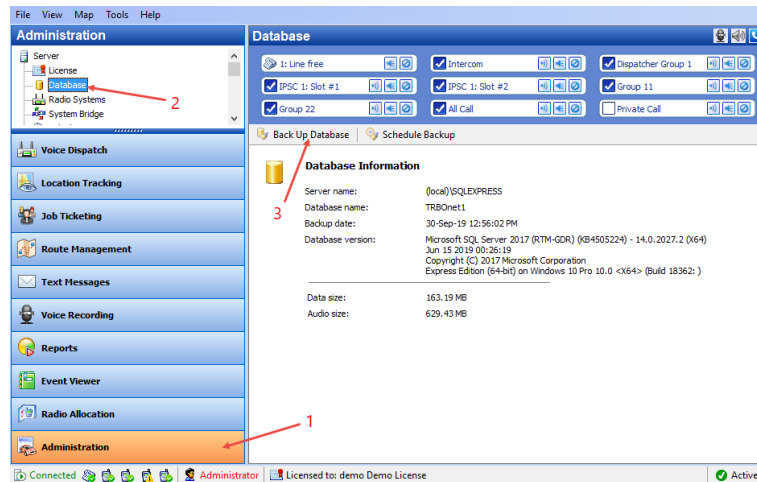 File View Map Tools Help
Administration
Server
License
Database
Radio Systems
System Bridge
2
Voice Dispatch
Location Tracking
Job Ticketing
Route Management
Text Messages
Voice Recording
Reports
Event Viewer
Radio Allocation
Administration
1
Database
1: Line free
Intercom
Dispatcher Group 1
IPSC 1: Slot #1
IPSC 1: Slot #2
Group 11
Group 22
All Call
Private Call
Back Up Database
Schedule Backup
3
Database Information
Server name: (local)\SQLEXPRESS
Database name: TRBOnet1
Backup date: 30-Sep-19 12:56:02 PM
Database version: Microsoft SQL Server 2017 (RTM-GDR) (KB4505224) - 14.0.2027.2 (X64)
Jun 15 2019 00:26:19
Copyright (C) 2017 Microsoft Corporation
Express Edition (64-bit) on Windows 10 Pro 10.0 <X64> (Build 18362: )
Data size: 163.19 MB
Audio size: 629.43 MB
Connected
Administrator
Licensed to: demo Demo License
Active